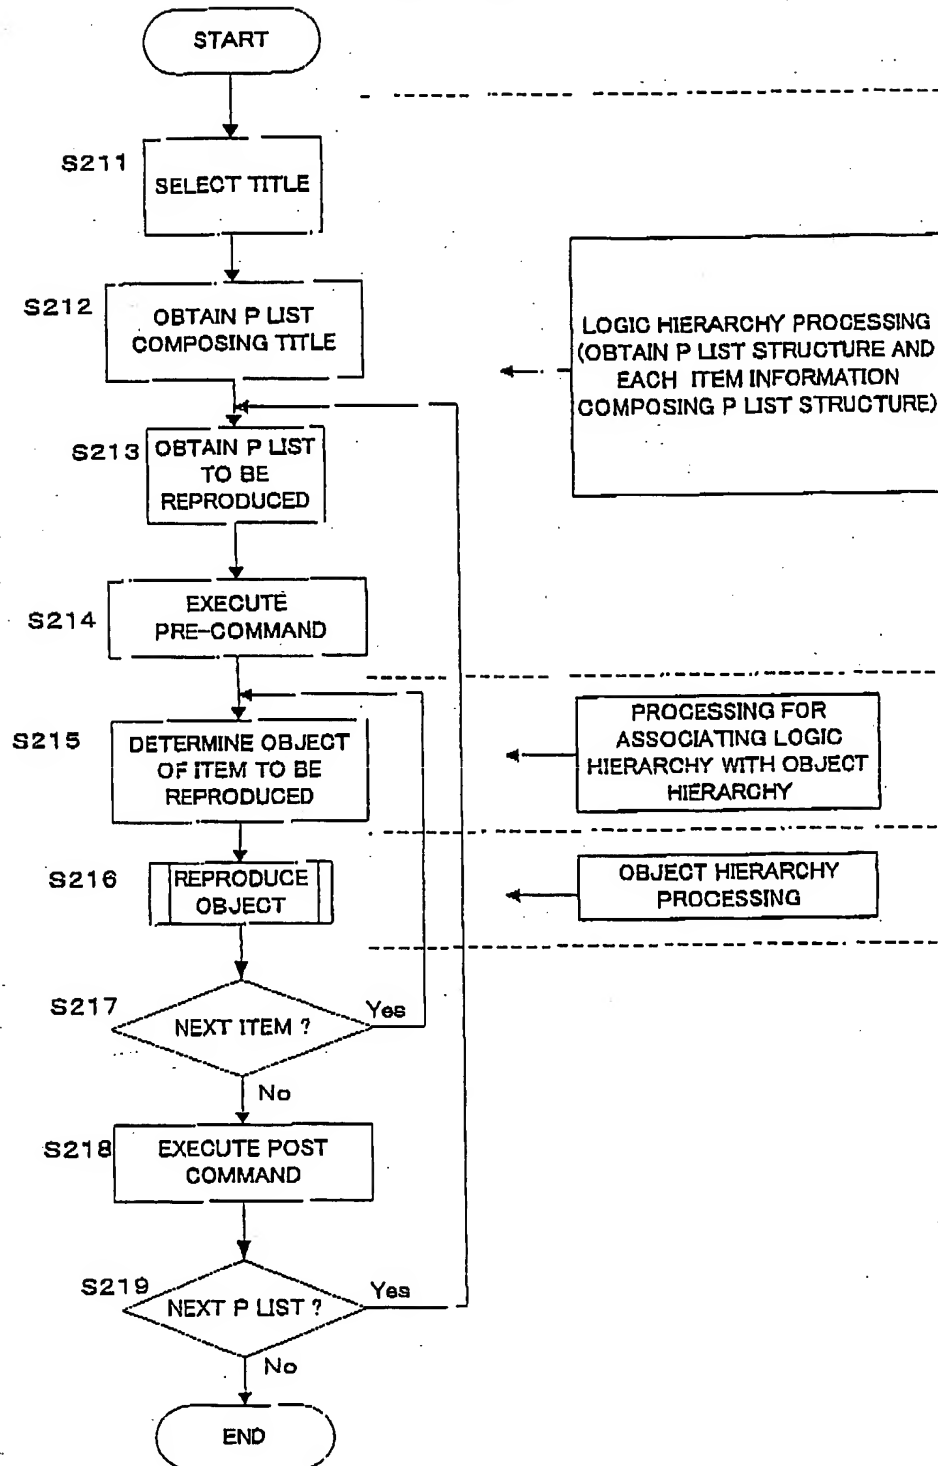 START
S211
SELECT TITLE
S212
OBTAIN P LIST
COMPOSING TITLE
LOGIC HIERARCHY PROCESSING
(OBTAIN P LIST STRUCTURE AND
EACH ITEM INFORMATION
COMPOSING P LIST STRUCTURE)
S213
OBTAIN P LIST
TO BE
REPRODUCED
S214
EXECUTE
PRE-COMMAND
S215
DETERMINE OBJECT
OF ITEM TO BE
REPRODUCED
PROCESSING FOR
ASSOCIATING LOGIC
HIERARCHY WITH OBJECT
HIERARCHY
S216
REPRODUCE
OBJECT
OBJECT HIERARCHY
PROCESSING
S217
NEXT ITEM ?
Yes
No
S218
EXECUTE POST
COMMAND
S219
NEXT P LIST ?
Yes
No
END